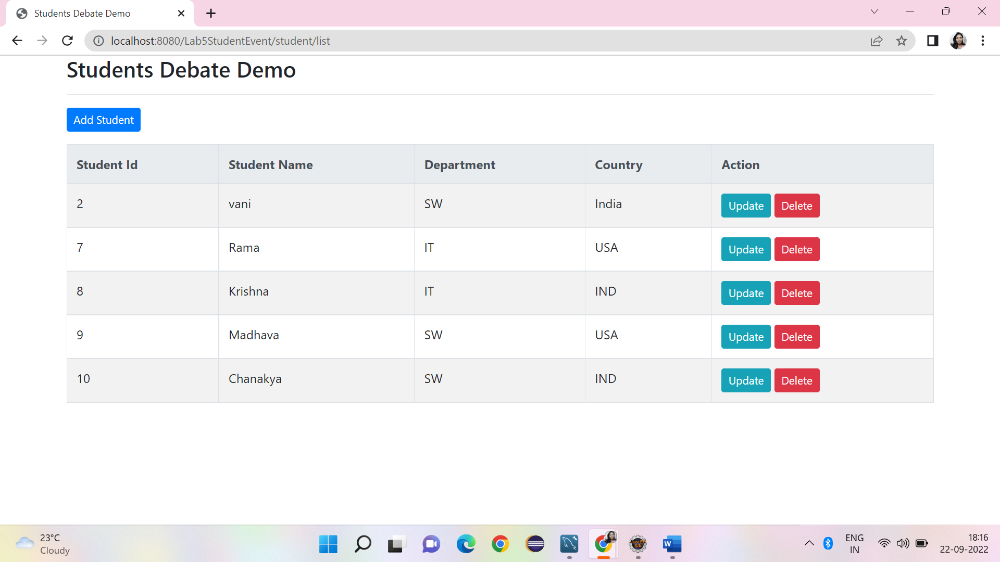 Students Debate Demo
localhost:8080/Lab5StudentEvent/student/list
Students Debate Demo
Add Student
Student Id Student Name Department Country Action
2 vani SW India Update Delete
7 Rama IT USA Update Delete
8 Krishna IT IND Update Delete
9 Madhava SW USA Update Delete
10 Chanakya SW IND Update Delete
23°C
Cloudy
W
Java EE
IDE
ENG
IN
18:16
22-09-2022